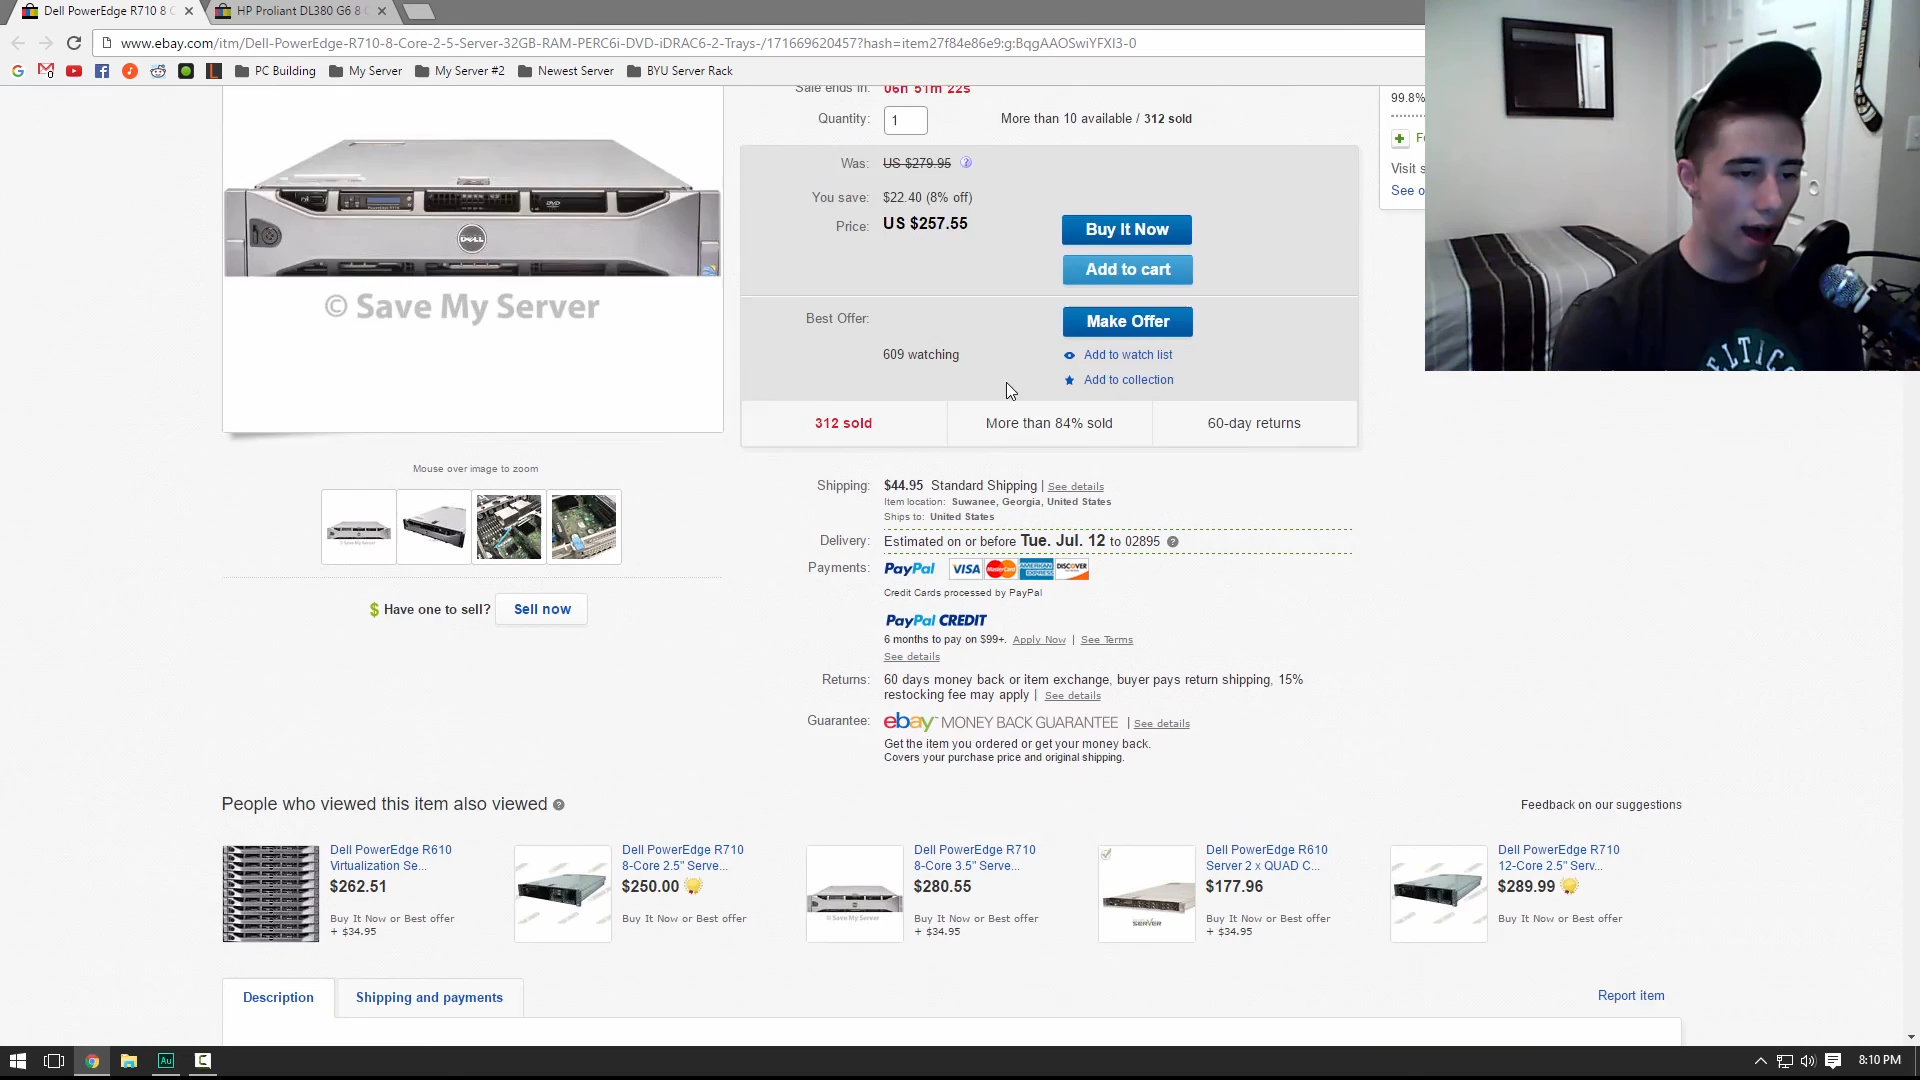 Dell PowerEdge R710 8 C
HP Proliant DL380 G6 8
www.ebay.com/itm/Dell-PowerEdge-R710-8-Core-2-5-Server-32GB-RAM-PERC6i-DVD-iDRAC6-2-Trays-/171669620457?hash=item27f84e86e9:g:BqgAAOSwiYFXI3-0
PC Building
My Server
My Server #2
Newest Server
BYU Server Rack
Sale ends in: 06h 51m 22s
Quantity: 1 More than 10 available / 312 sold
Was: US $279.95
You save: $22.40 (8% off)
Price: US $257.55
Buy It Now
Add to cart
Best Offer:
Make Offer
609 watching
Add to watch list
Add to collection
312 sold
More than 84% sold
60-day returns
99.8%
Visit s
See o
DELL
© Save My Server
Mouse over image to zoom
$ Have one to sell? Sell now
Shipping: $44.95 Standard Shipping | See details
Item location: Suwanee, Georgia, United States
Ships to: United States
Delivery: Estimated on or before Tue. Jul. 12 to 02895
Payments: PayPal VISA MasterCard AMERICAN EXPRESS DISCOVER
Credit Cards processed by PayPal
PayPal CREDIT
6 months to pay on $99+. Apply Now | See Terms
See details
Returns: 60 days money back or item exchange, buyer pays return shipping, 15%
restocking fee may apply | See details
Guarantee: ebay MONEY BACK GUARANTEE | See details
Get the item you ordered or get your money back.
Covers your purchase price and original shipping.
People who viewed this item also viewed
Feedback on our suggestions
Dell PowerEdge R610
Virtualization Se...
$262.51
Buy It Now or Best offer
+ $34.95
Dell PowerEdge R710
8-Core 2.5" Serve...
$250.00
Buy It Now or Best offer
Dell PowerEdge R710
8-Core 3.5" Serve...
$280.55
Buy It Now or Best offer
+ $34.95
Dell PowerEdge R610
Server 2 x QUAD C...
$177.96
Buy It Now or Best offer
+ $34.95
Dell PowerEdge R710
12-Core 2.5" Serv...
$289.99
Buy It Now or Best offer
Description
Shipping and payments
Report item
Au
8:10 PM